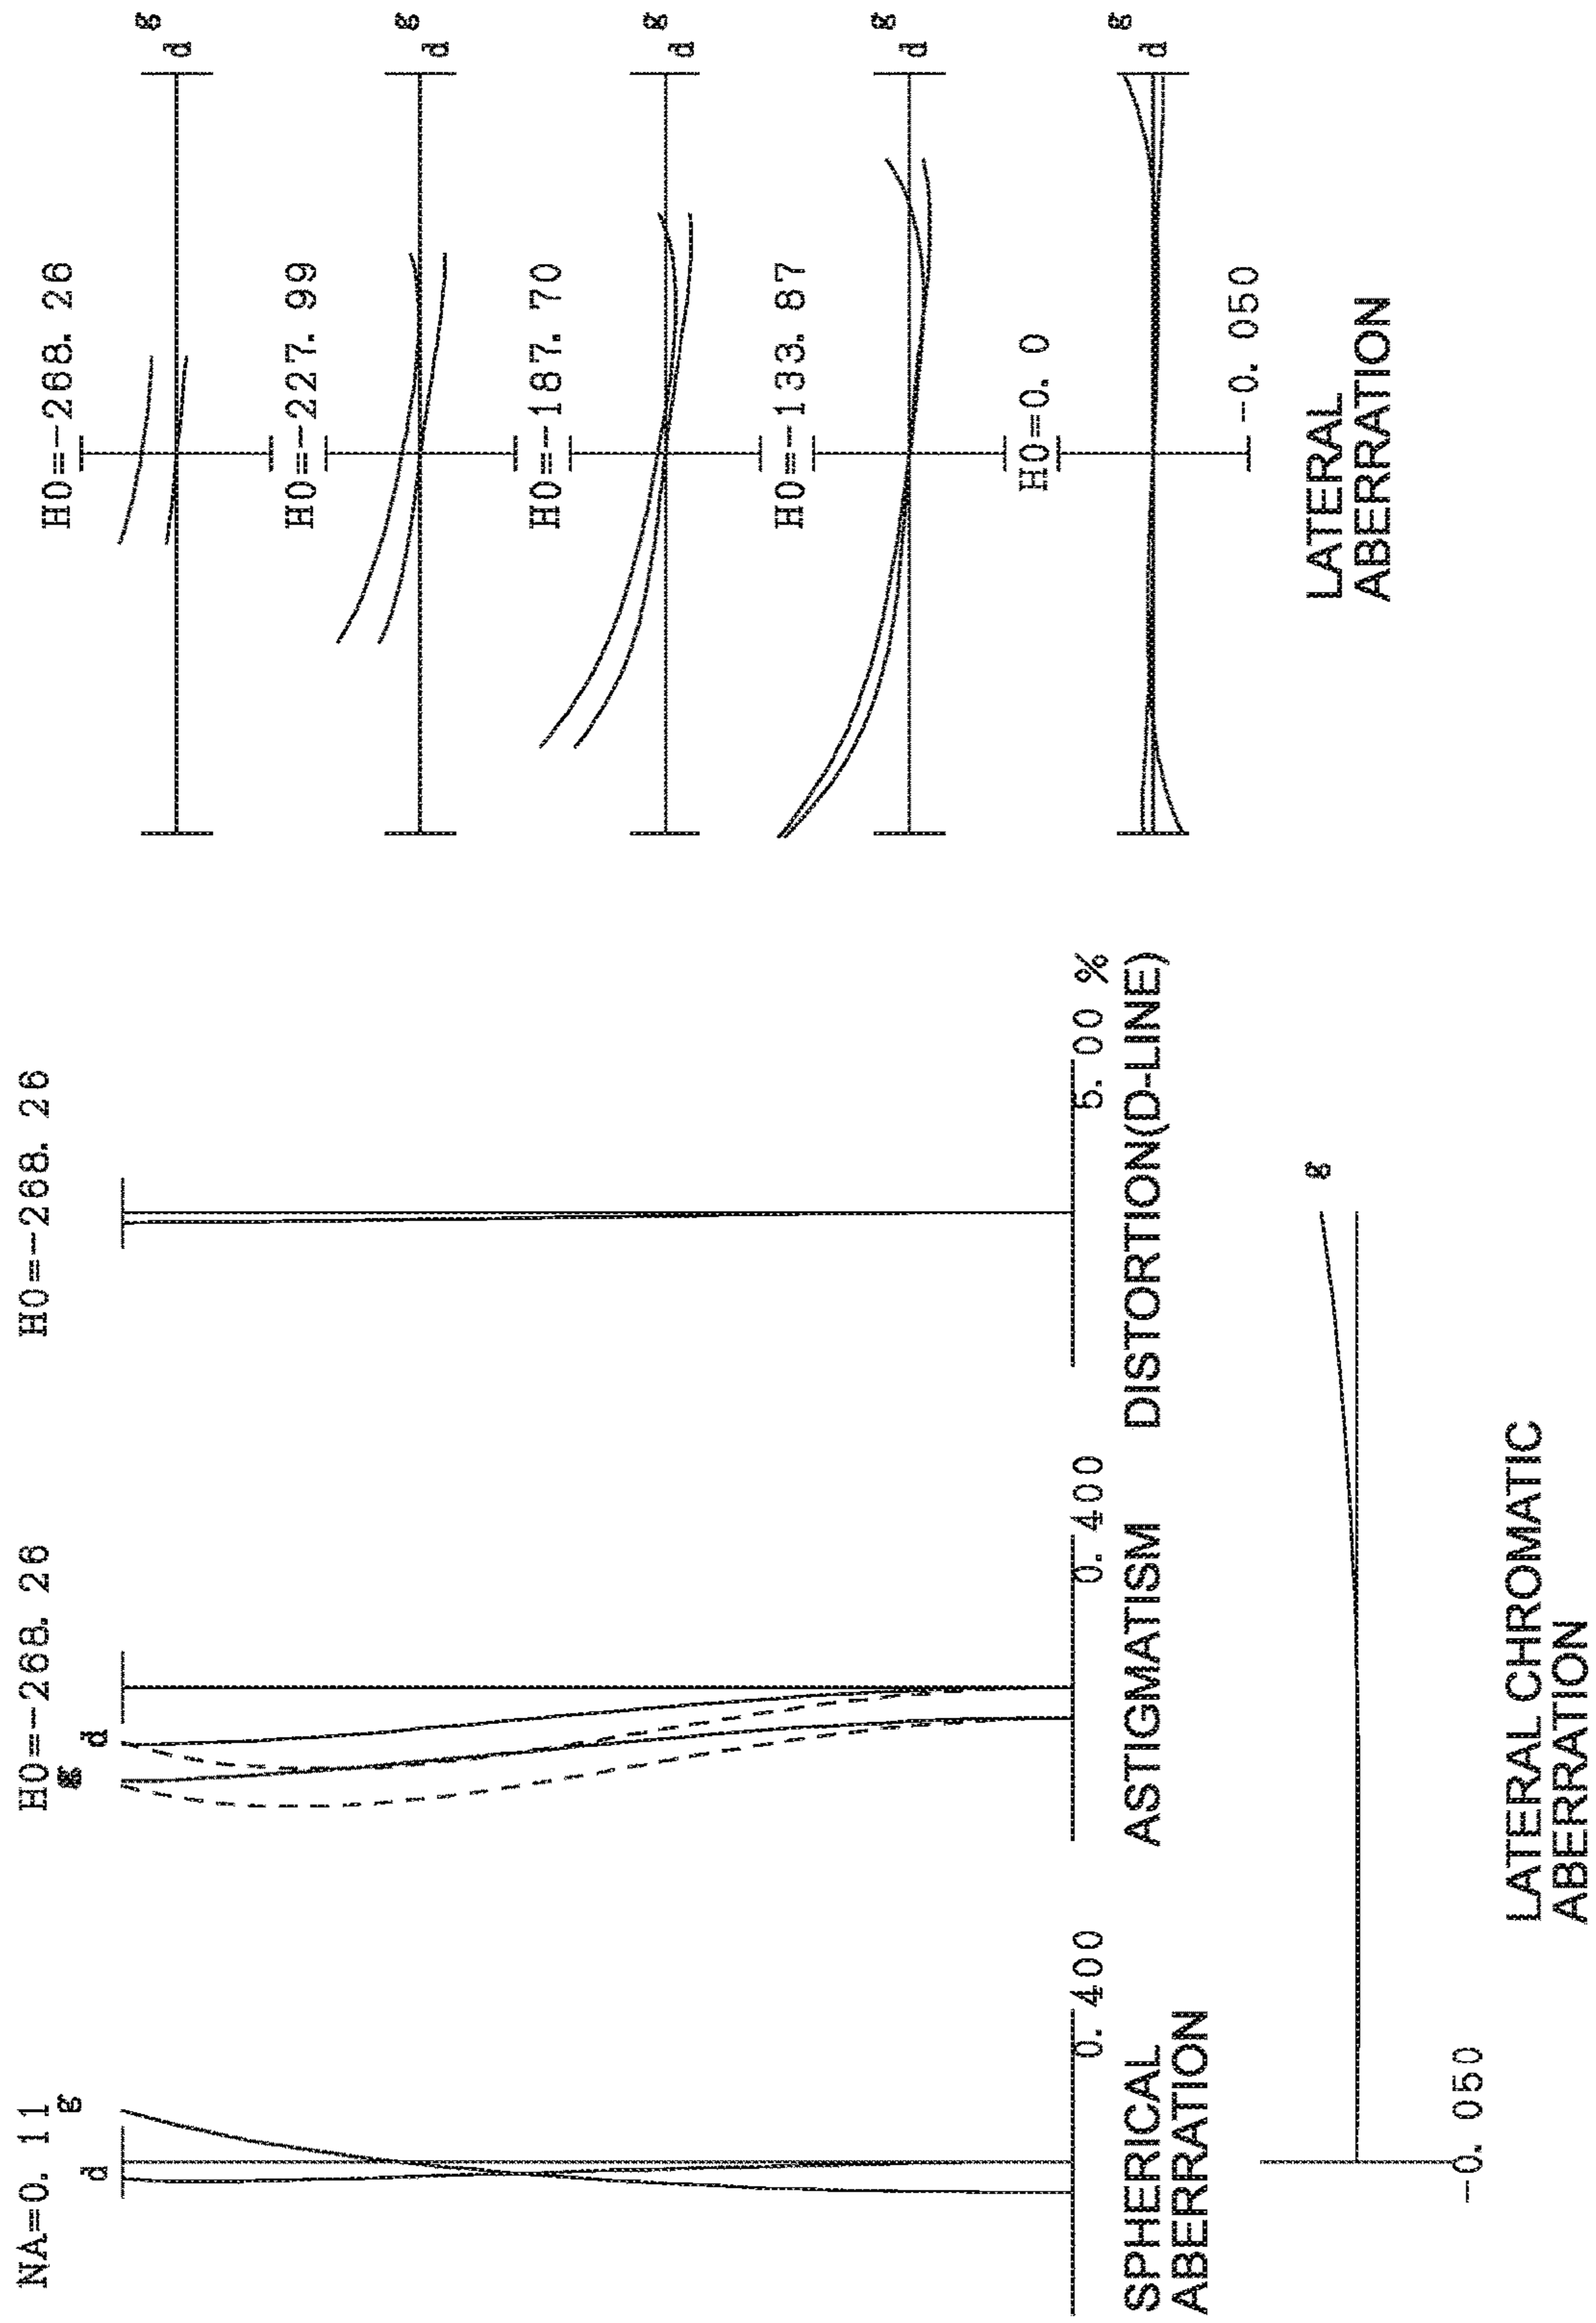 NA=0. 11
d
g
0. 400
SPHERICAL
ABERRATION
H0=-268. 26
g
d
0. 400
ASTIGMATISM
H0=-268. 26
5. 00 %
DISTORTION(D-LINE)
g
-0. 050
LATERAL CHROMATIC
ABERRATION
H0=-268. 26
g
d
H0=-227. 99
g
d
H0=-187. 70
g
d
H0=-133. 87
g
d
H0=0. 0
g
d
-0. 050
LATERAL
ABERRATION